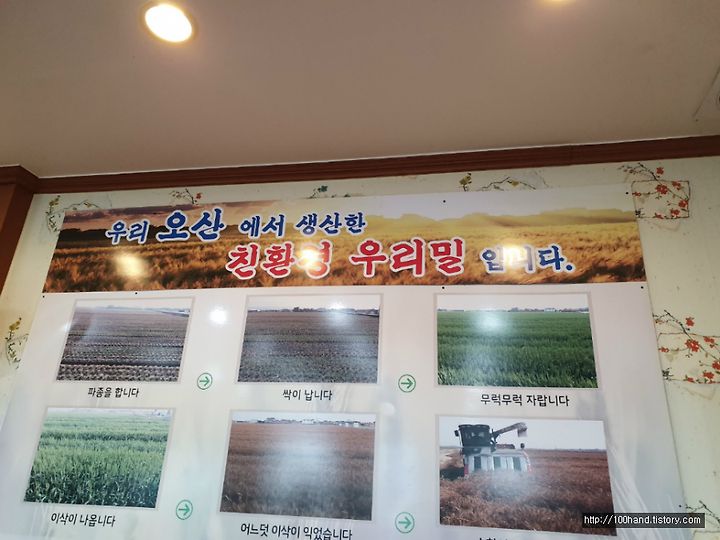 우리 오산 에서 생산한
친환경 우리밀 입니다.
파종을 합니다
싹이 납니다
무럭무럭 자랍니다
이삭이 나옵니다
어느덧 이삭이 익었습니다
http://100hand.tistory.com